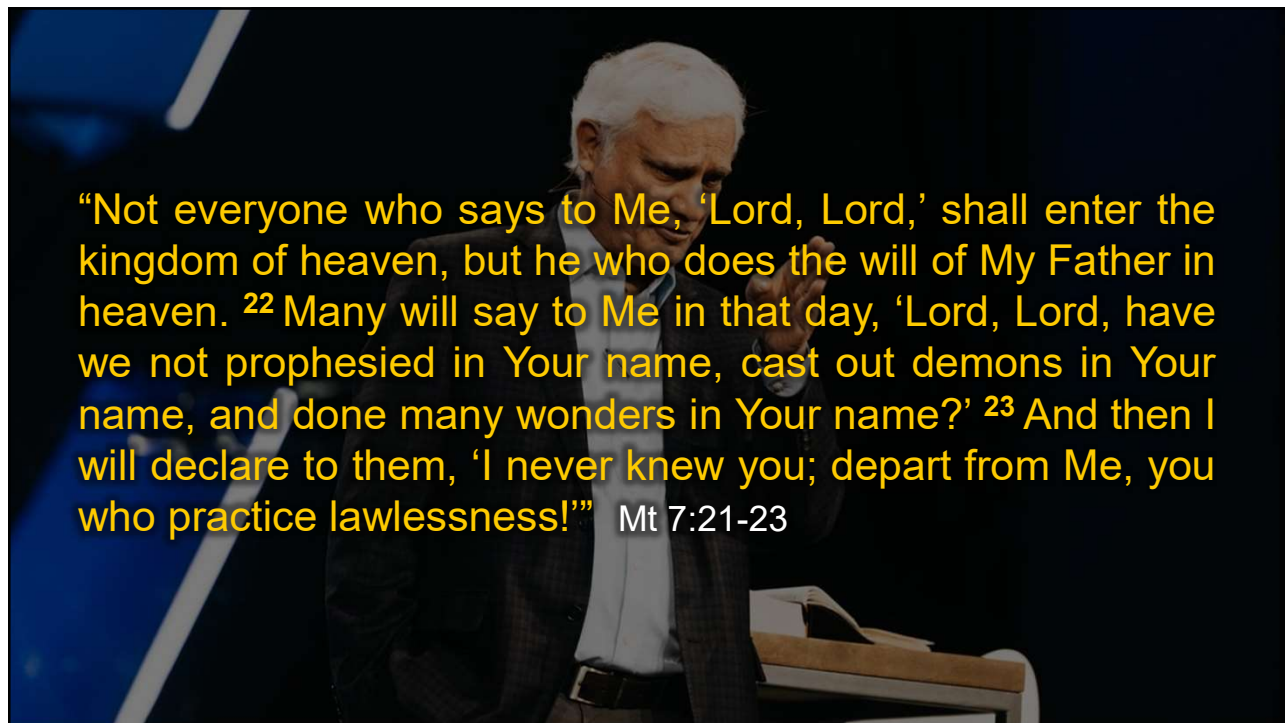 “Not everyone who says to Me, ‘Lord, Lord,’ shall enter the
kingdom of heaven, but he who does the will of My Father in
heaven. 22 Many will say to Me in that day, ‘Lord, Lord, have
we not prophesied in Your name, cast out demons in Your
name, and done many wonders in Your name?’ 23 And then I
will declare to them, ‘I never knew you; depart from Me, you
who practice lawlessness!’” Mt 7:21-23